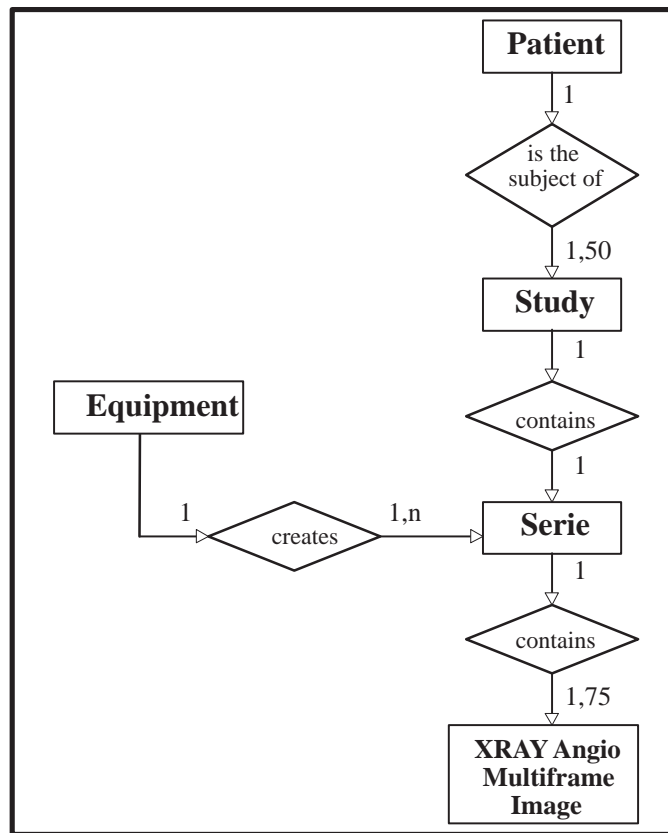 Patient
1
is the
subject of
1,50
Study
1
Equipment
contains
1
1
1,n
creates
Serie
1
contains
1,75
XRAY Angio
Multiframe
Image